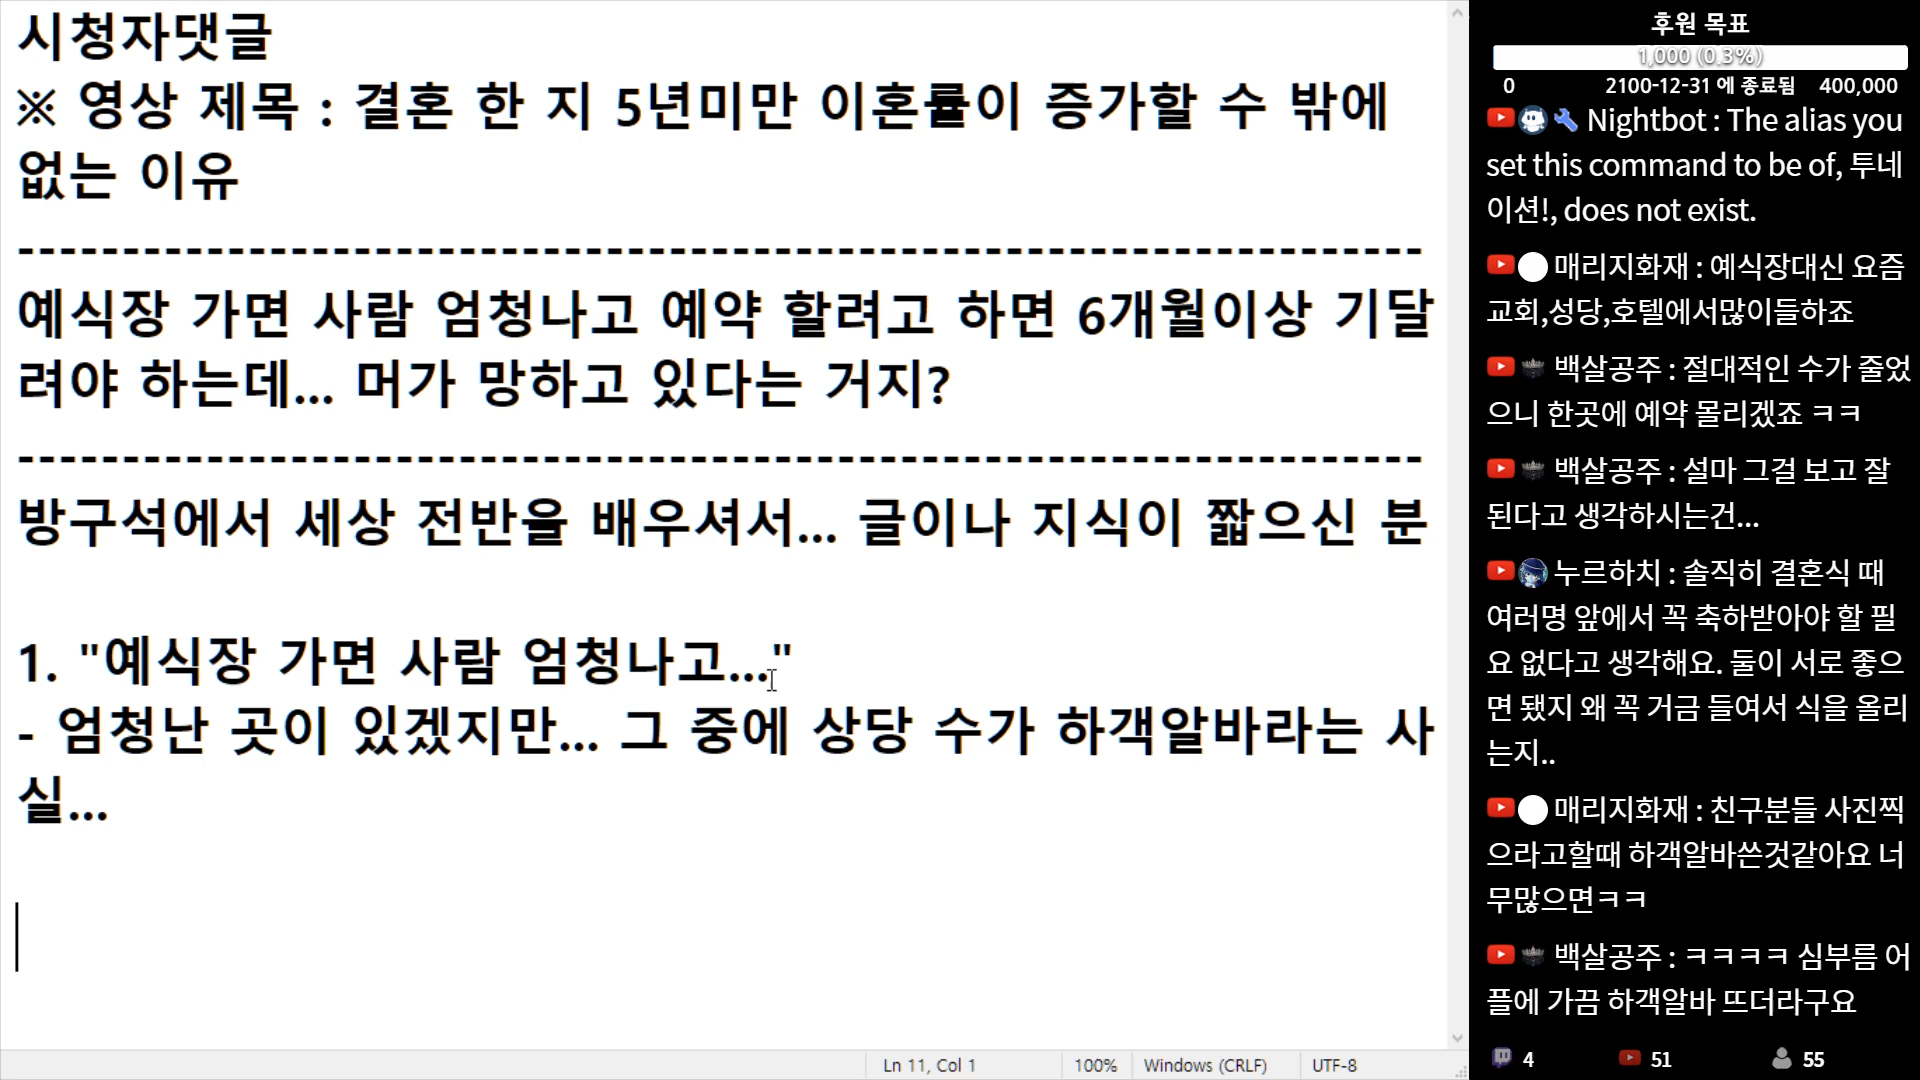 시청자댓글
※ 영상 제목 : 결혼 한 지 5년미만 이혼률이 증가할 수 밖에
없는 이유
--------------------------------------------------------------------
예식장 가면 사람 엄청나고 예약 할려고 하면 6개월이상 기달
려야 하는데... 머가 망하고 있다는 거지?
--------------------------------------------------------------------
방구석에서 세상 전반을 배우셔서... 글이나 지식이 짧으신 분
1. "예식장 가면 사람 엄청나고..."
- 엄청난 곳이 있겠지만... 그 중에 상당 수가 하객알바라는 사
실...
Ln 11, Col 1
100%
Windows (CRLF)
UTF-8
후원 목표
1,000 (0.3%)
0
2100-12-31 에 종료됨
400,000
Nightbot : The alias you
set this command to be of, 투네
이션!, does not exist.
매리지화재 : 예식장대신 요즘
교회,성당,호텔에서많이들하죠
백살공주 : 절대적인 수가 줄었
으니 한곳에 예약 몰리겠죠 ㅋㅋ
백살공주 : 설마 그걸 보고 잘
된다고 생각하시는건...
누르하치 : 솔직히 결혼식 때
여러명 앞에서 꼭 축하받아야 할 필
요 없다고 생각해요. 둘이 서로 좋으
면 됐지 왜 꼭 거금 들여서 식을 올리
는지..
매리지화재 : 친구분들 사진찍
으라고할때 하객알바쓴것같아요 너
무많으면ㅋㅋ
백살공주 : ㅋㅋㅋㅋ 심부름 어
플에 가끔 하객알바 뜨더라구요
4
51
55